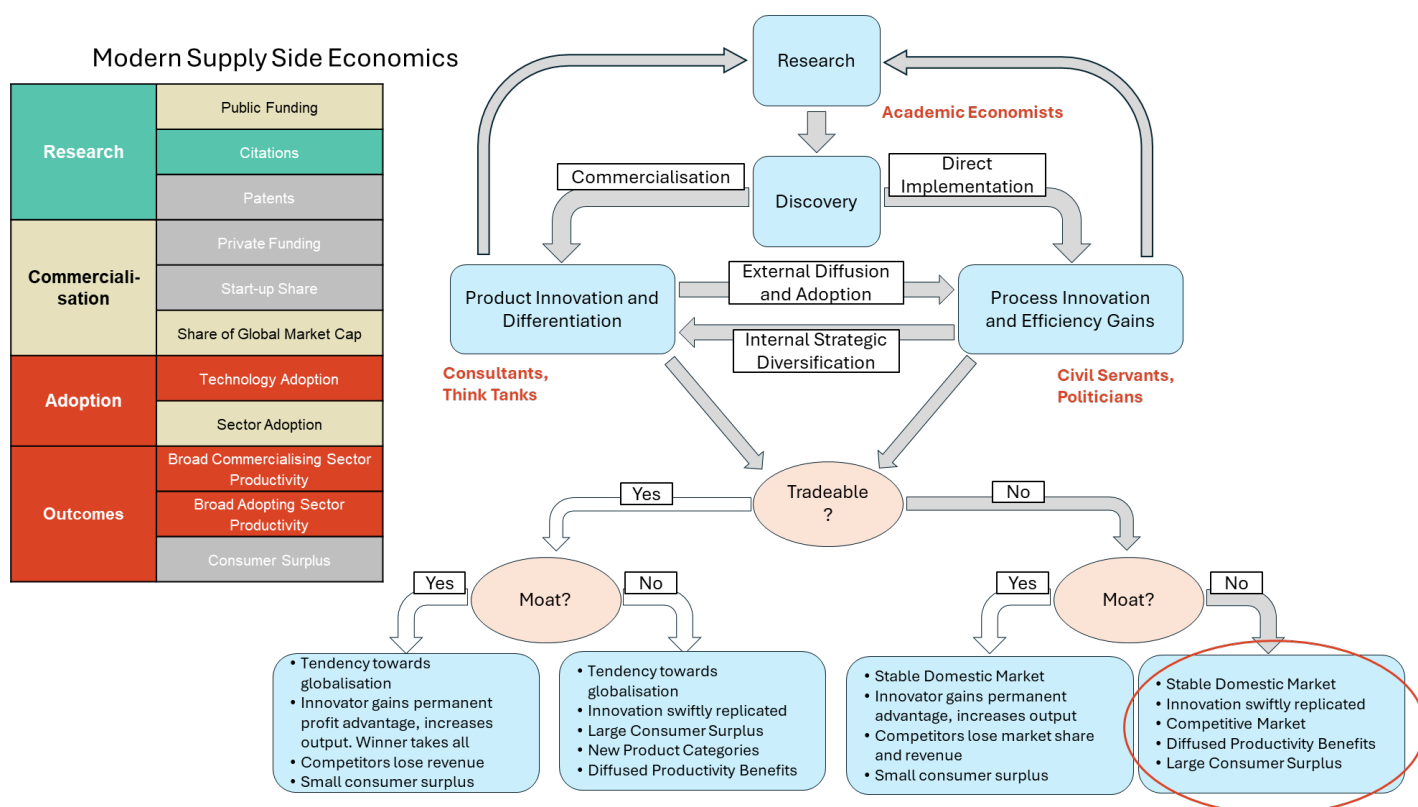 Modern Supply Side Economics
Research
Public Funding
Citations
Patents
Commerciali-
sation
Private Funding
Start-up Share
Share of Global Market Cap
Adoption
Technology Adoption
Sector Adoption
Outcomes
Broad Commercialising Sector
Productivity
Broad Adopting Sector
Productivity
Consumer Surplus
Research
Academic Economists
Commercialisation
Discovery
Direct
Implementation
Product Innovation and
Differentiation
External Diffusion
and Adoption
Internal Strategic
Diversification
Process Innovation
and Efficiency Gains
Consultants,
Think Tanks
Civil Servants,
Politicians
Tradeable
?
Yes
No
Yes
Moat?
No
Yes
Moat?
No
• Tendency towards
globalisation
• Innovator gains permanent
profit advantage, increases
output. Winner takes all
• Competitors lose revenue
• Small consumer surplus
• Tendency towards
globalisation
• Innovation swiftly replicated
• Large Consumer Surplus
• New Product Categories
• Diffused Productivity Benefits
• Stable Domestic Market
• Innovator gains permanent
advantage, increases output
• Competitors lose market share
and revenue
• Small consumer surplus
• Stable Domestic Market
• Innovation swiftly replicated
• Competitive Market
• Diffused Productivity Benefits
• Large Consumer Surplus